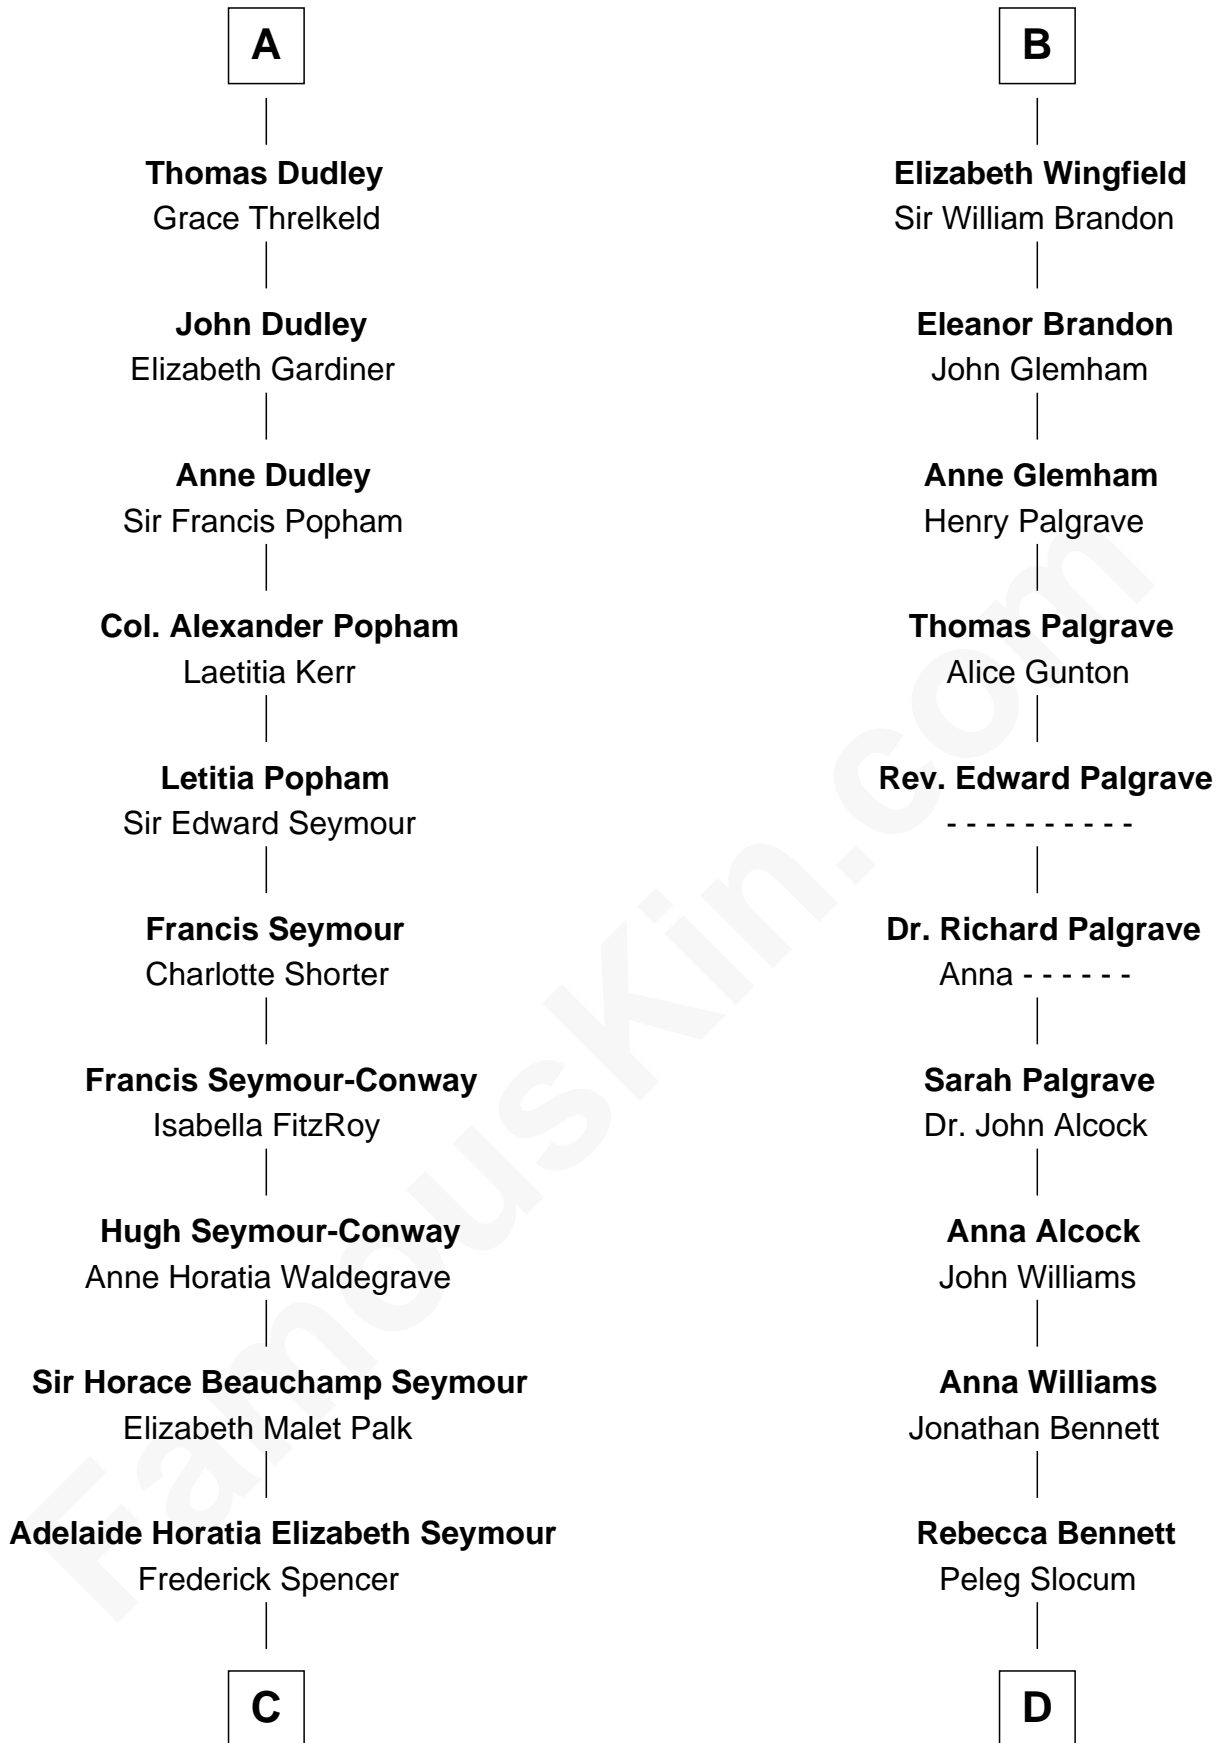 A
Thomas Dudley
Grace Threlkeld
John Dudley
Elizabeth Gardiner
Anne Dudley
Sir Francis Popham
Col. Alexander Popham
Laetitia Kerr
Letitia Popham
Sir Edward Seymour
Francis Seymour
Charlotte Shorter
Francis Seymour-Conway
Isabella FitzRoy
Hugh Seymour-Conway
Anne Horatia Waldegrave
Sir Horace Beauchamp Seymour
Elizabeth Malet Palk
Adelaide Horatia Elizabeth Seymour
Frederick Spencer
C
B
Elizabeth Wingfield
Sir William Brandon
Eleanor Brandon
John Glemham
Anne Glemham
Henry Palgrave
Thomas Palgrave
Alice Gunton
Rev. Edward Palgrave
- - - - - - - - - -
Dr. Richard Palgrave
Anna - - - - - -
Sarah Palgrave
Dr. John Alcock
Anna Alcock
John Williams
Anna Williams
Jonathan Bennett
Rebecca Bennett
Peleg Slocum
D
FamousKin.com